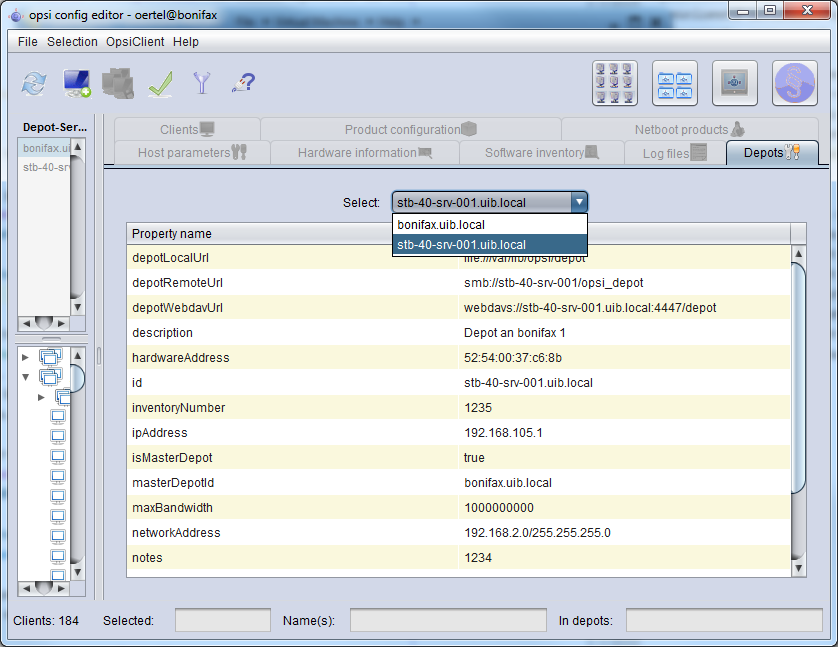 opsi config editor - oertel@bonifax
File Selection OpsiClient Help
Depot-Ser...
bonifax.ui
stb-40-srv
Clients Product configuration Netboot products
Host parameters Hardware information Software inventory Log files Depots
Select: stb-40-srv-001.uib.local
bonifax.uib.local
stb-40-srv-001.uib.local
Property name
depotLocalUrl file:///var/lib/opsi/depot
depotRemoteUrl smb://stb-40-srv-001/opsi_depot
depotWebdavUrl webdavs://stb-40-srv-001.uib.local:4447/depot
description Depot an bonifax 1
hardwareAddress 52:54:00:37:c6:8b
id stb-40-srv-001.uib.local
inventoryNumber 1235
ipAddress 192.168.105.1
isMasterDepot true
masterDepotId bonifax.uib.local
maxBandwidth 1000000000
networkAddress 192.168.2.0/255.255.255.0
notes 1234
Clients: 184 Selected: Name(s): In depots: